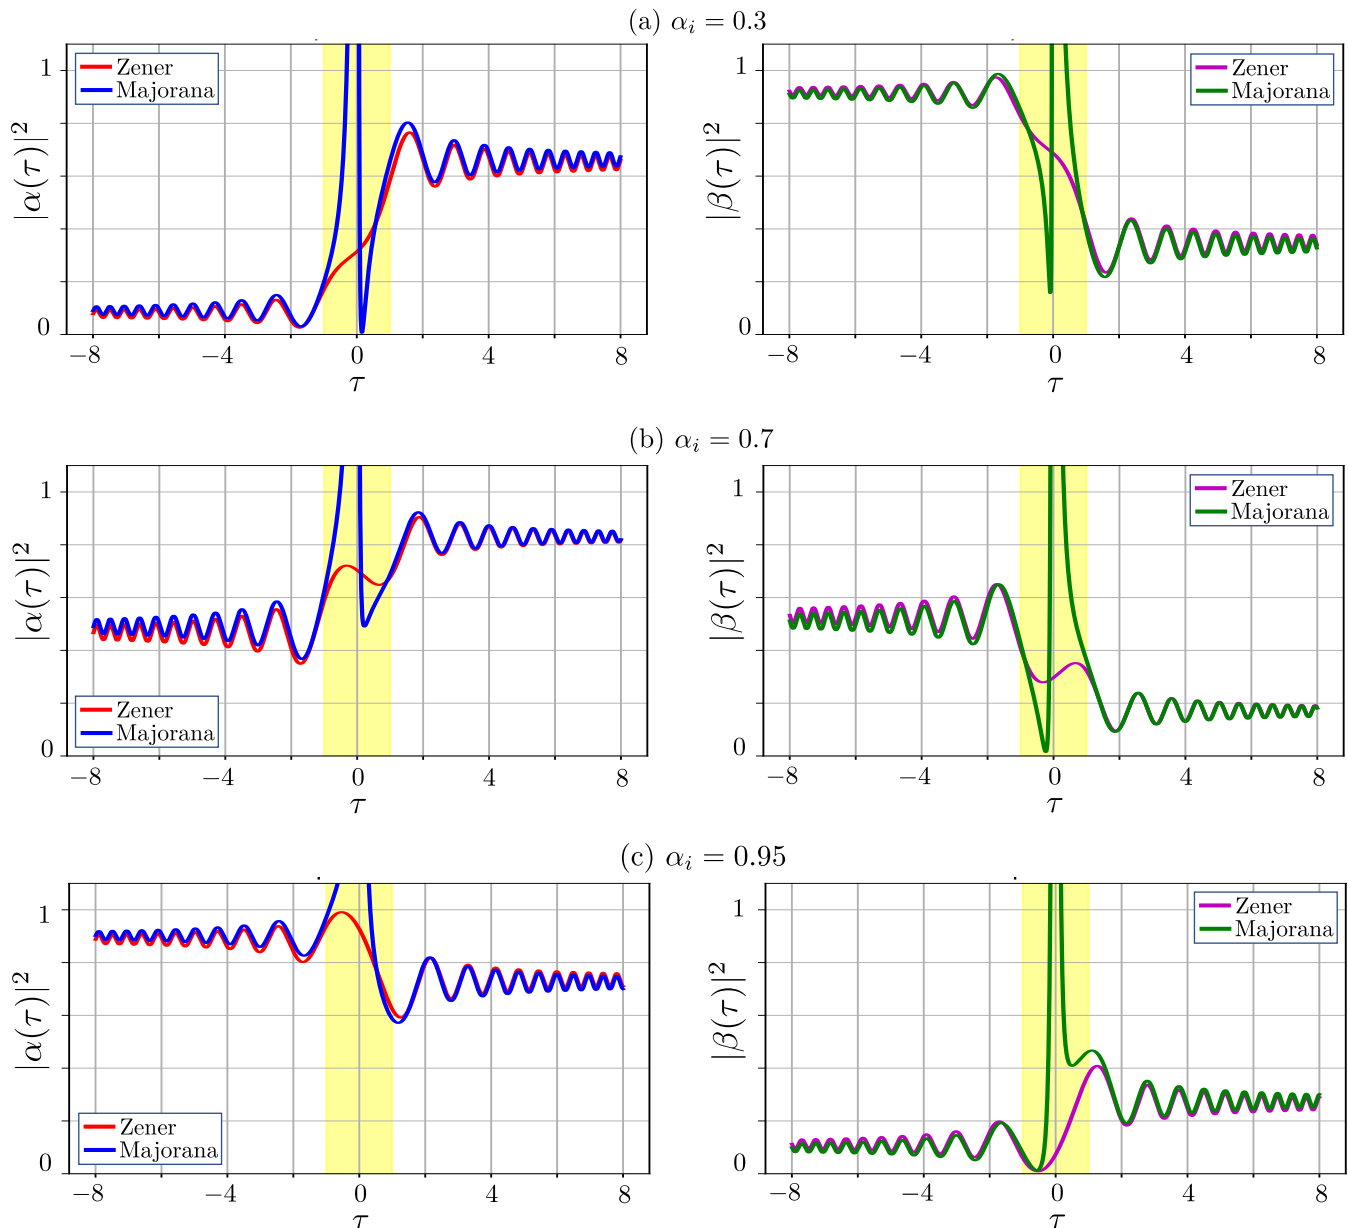 (a) αᵢ = 0.3
|α(τ)|²
1
0
Zener
Majorana
−8 −4 0 4 8
τ
|β(τ)|²
1
0
Zener
Majorana
−8 −4 0 4 8
τ
(b) αᵢ = 0.7
|α(τ)|²
1
0
Zener
Majorana
−8 −4 0 4 8
τ
|β(τ)|²
1
0
Zener
Majorana
−8 −4 0 4 8
τ
(c) αᵢ = 0.95
|α(τ)|²
1
0
Zener
Majorana
−8 −4 0 4 8
τ
|β(τ)|²
1
0
Zener
Majorana
−8 −4 0 4 8
τ